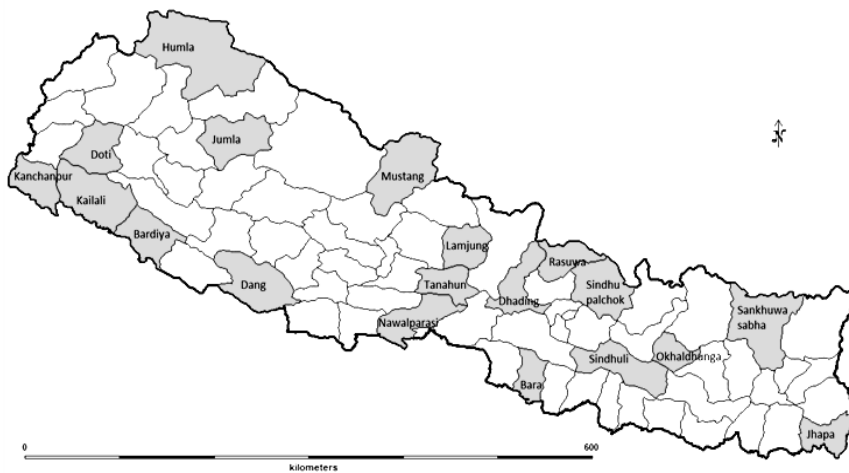 Humla
Jumla
Doti
Kanchanpur
Mustang
Kailali
Bardiya
Lamjung
Rasuwa
Dang
Tanahun
Dhading
Sindhu
palchok
Sankhuwa
sabha
Nawalparasi
Sindhuli
Okhaldhunga
Bara
Jhapa
N
0
600
kilometers